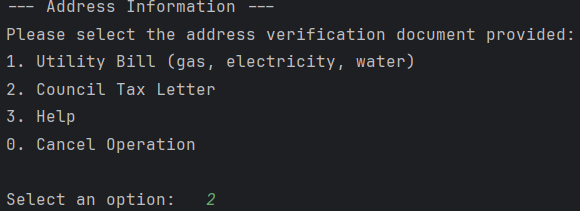 --- Address Information ---
Please select the address verification document provided:
1. Utility Bill (gas, electricity, water)
2. Council Tax Letter
3. Help
0. Cancel Operation
Select an option: 2